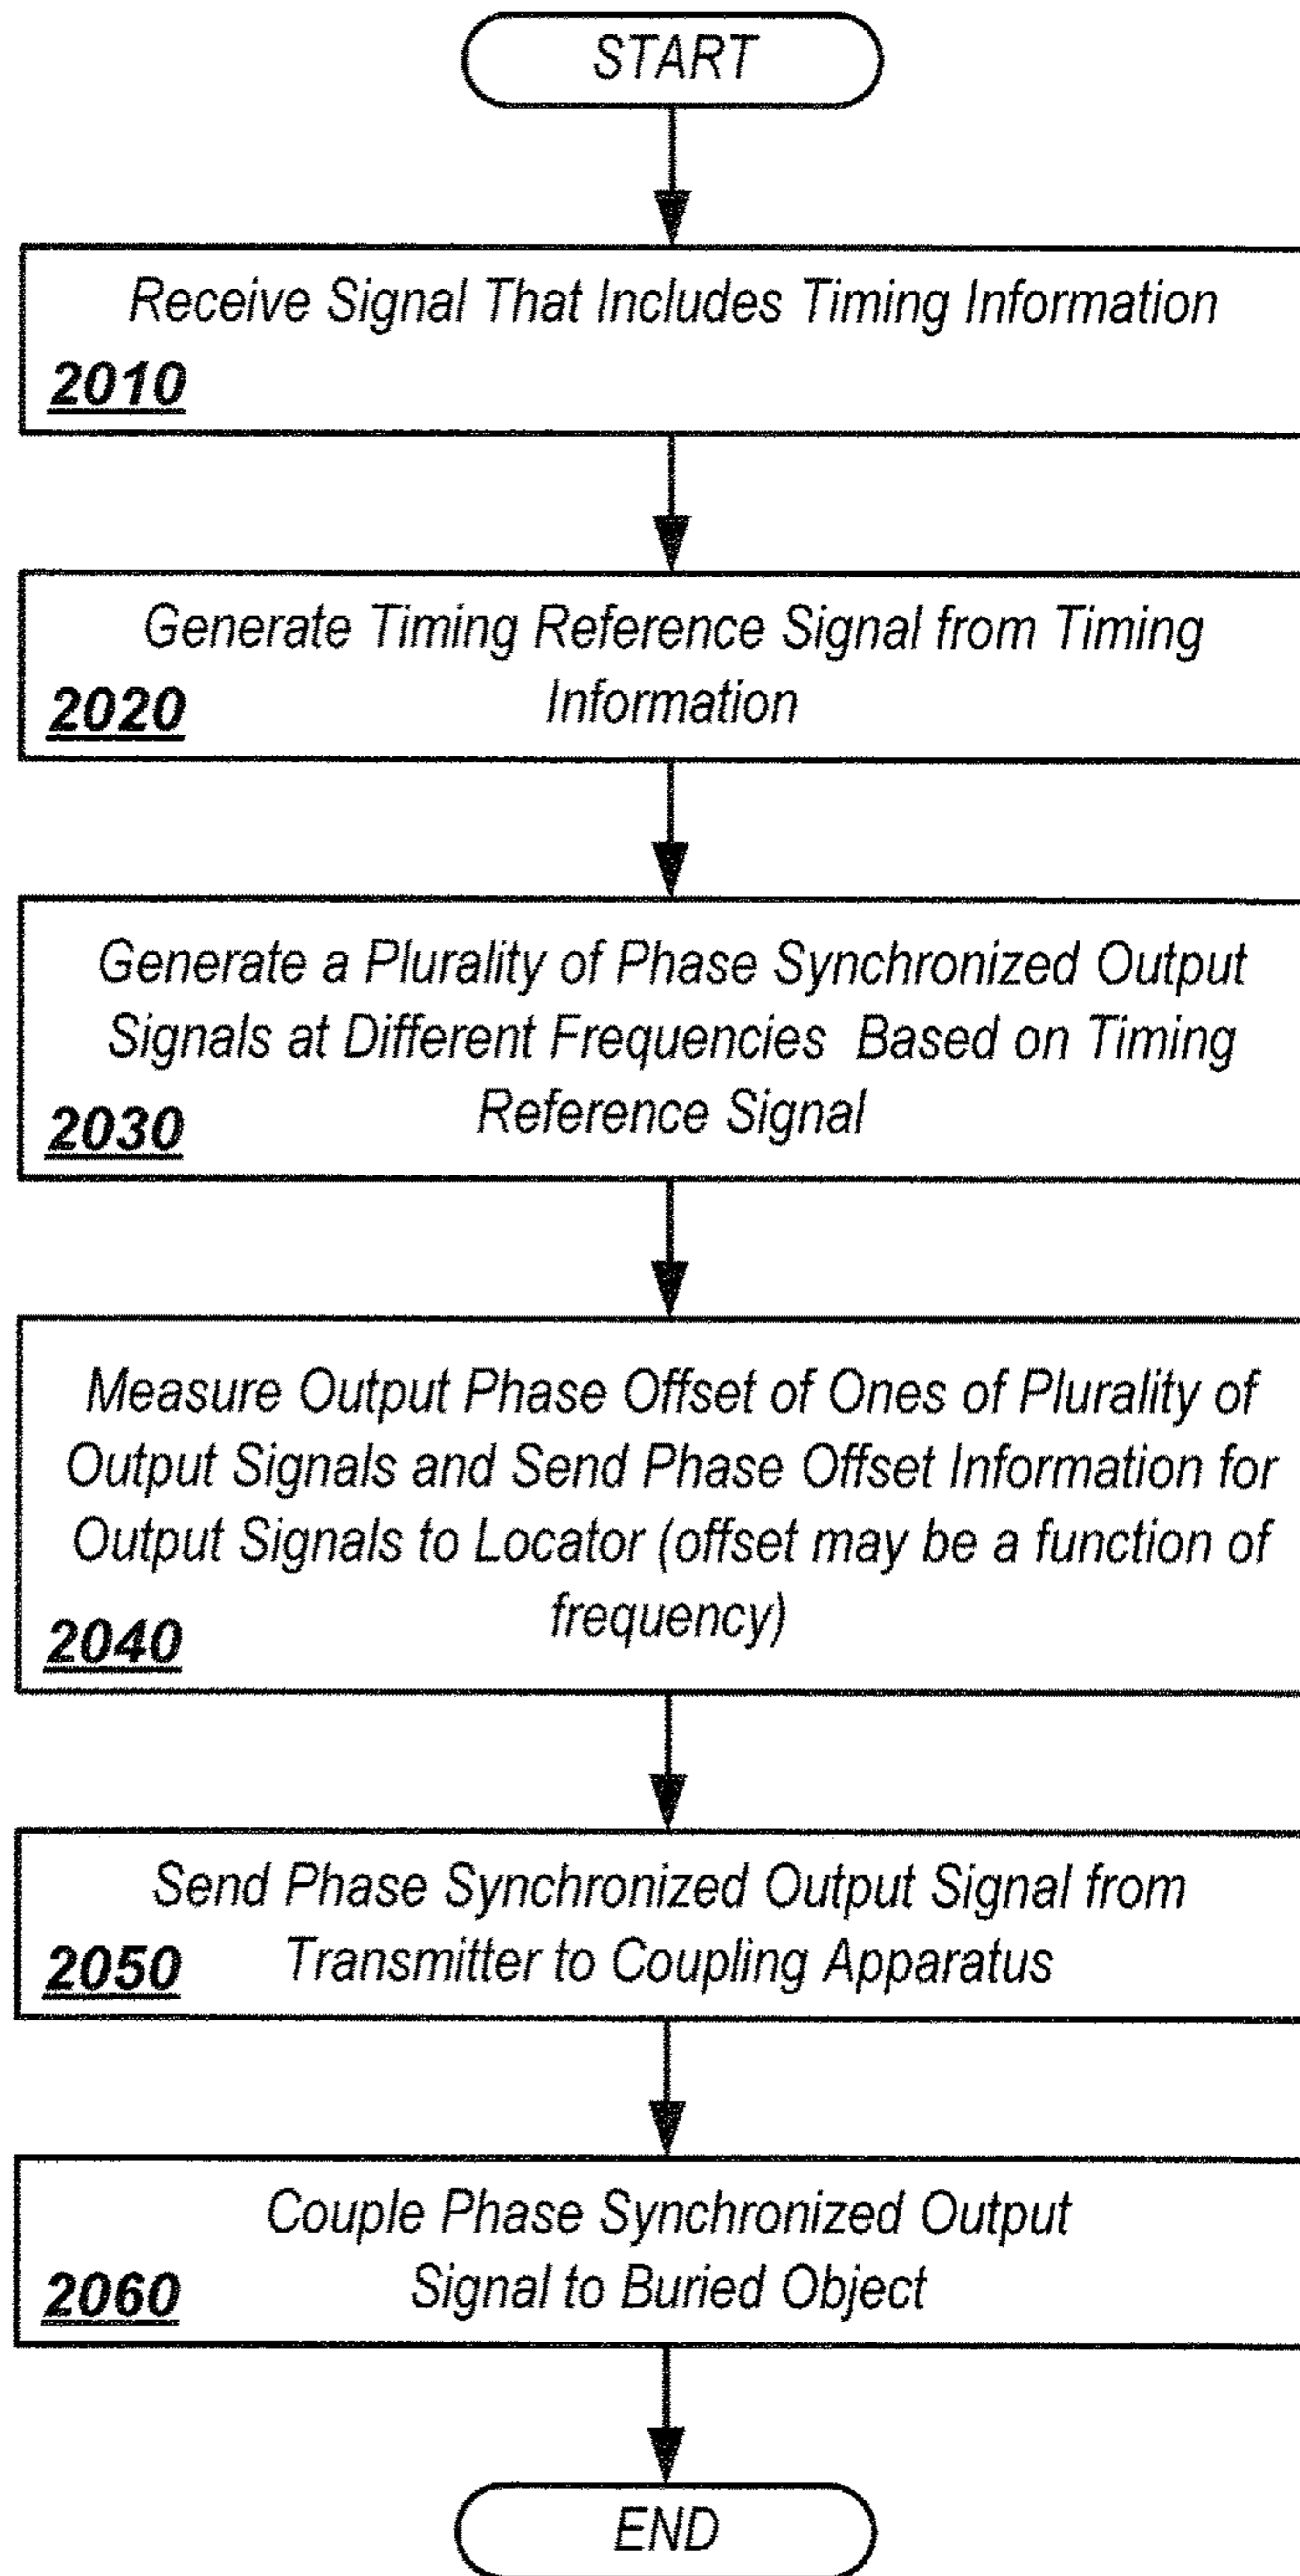 START
Receive Signal That Includes Timing Information
2010
Generate Timing Reference Signal from Timing
Information
2020
Generate a Plurality of Phase Synchronized Output
Signals at Different Frequencies Based on Timing
Reference Signal
2030
Measure Output Phase Offset of Ones of Plurality of
Output Signals and Send Phase Offset Information for
Output Signals to Locator (offset may be a function of
frequency)
2040
Send Phase Synchronized Output Signal from
Transmitter to Coupling Apparatus
2050
Couple Phase Synchronized Output
Signal to Buried Object
2060
END